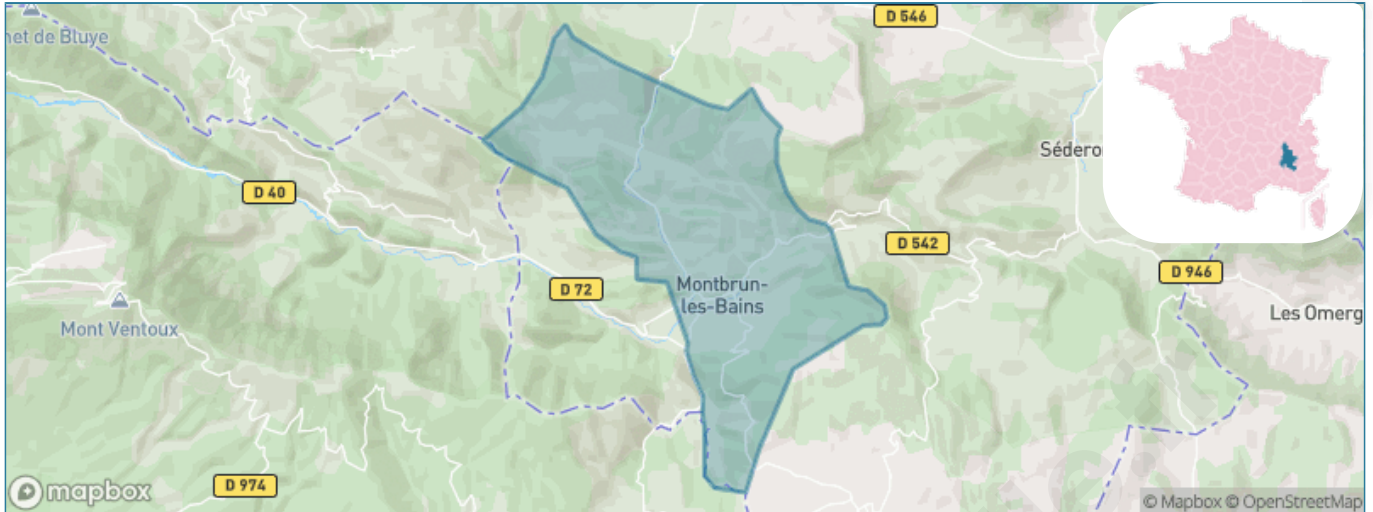 D 546
net de Bluye
Sédero
D 40
D 542
D 946
D 72
Montbrun-
les-Bains
Les Omerg
Mont Ventoux
D 974
mapbox
© Mapbox © OpenStreetMap